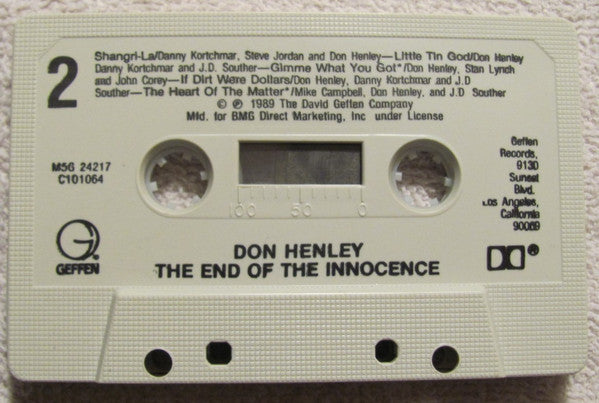 2
Shangri-La/Danny Kortchmar, Steve Jordan and Don Henley—Little Tin God/Don Henley
Danny Kortchmar and J.D. Souther—Gimme What You Got*/Don Henley, Stan Lynch
and John Corey—If Dirt Were Dollars/Don Henley, Danny Kortchmar and J.D
Souther—The Heart Of The Matter*/Mike Campbell, Don Henley, and J.D Souther
© ℗ 1989 The David Geffen Company
Mfd. for BMG Direct Marketing, Inc under License
M5G 24217
C101064
Geffen
Records,
9130
Sunset
Blvd.
Los Angeles,
California
90069
100 50 0
G
GEFFEN
DON HENLEY
THE END OF THE INNOCENCE
®